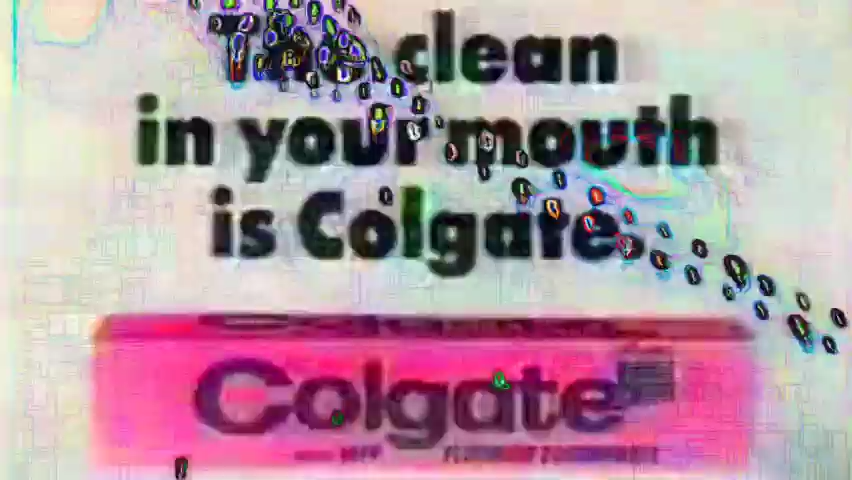 The clean
in your mouth
is Colgate.
Colgate